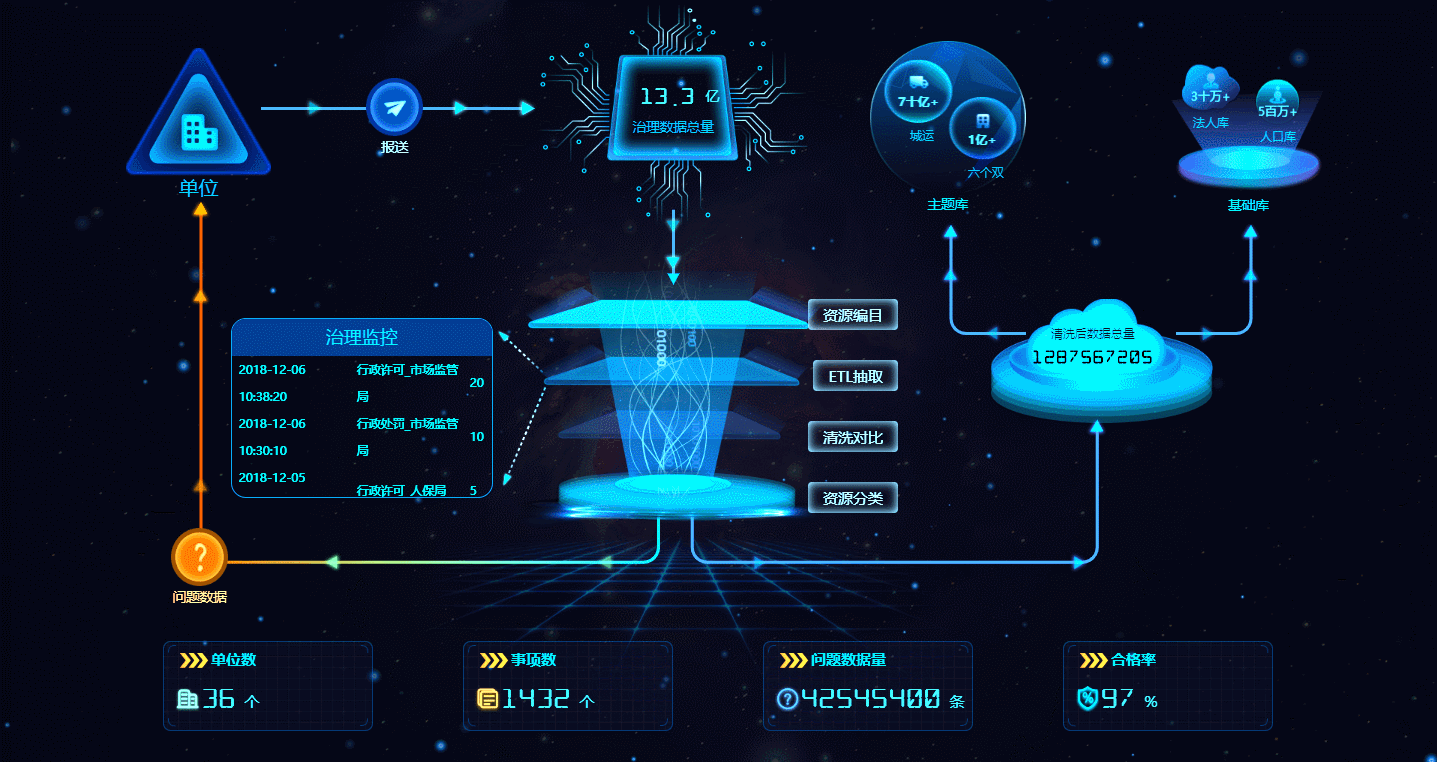 单位
报送
13.3 亿
治理数据总量
7十亿+
城运
1亿+
六个双
主题库
3十万+
法人库
5百万+
人口库
基础库
治理监控
2018-12-06 10:38:20 行政许可_市场监管局 20
2018-12-06 10:30:10 行政处罚_市场监管局 10
2018-12-05 行政许可_人保局 5
01000
资源编目
ETL抽取
清洗对比
资源分类
清洗后数据总量
1287567205
?
问题数据
单位数
36 个
事项数
1432 个
问题数据量
42545400 条
合格率
97 %